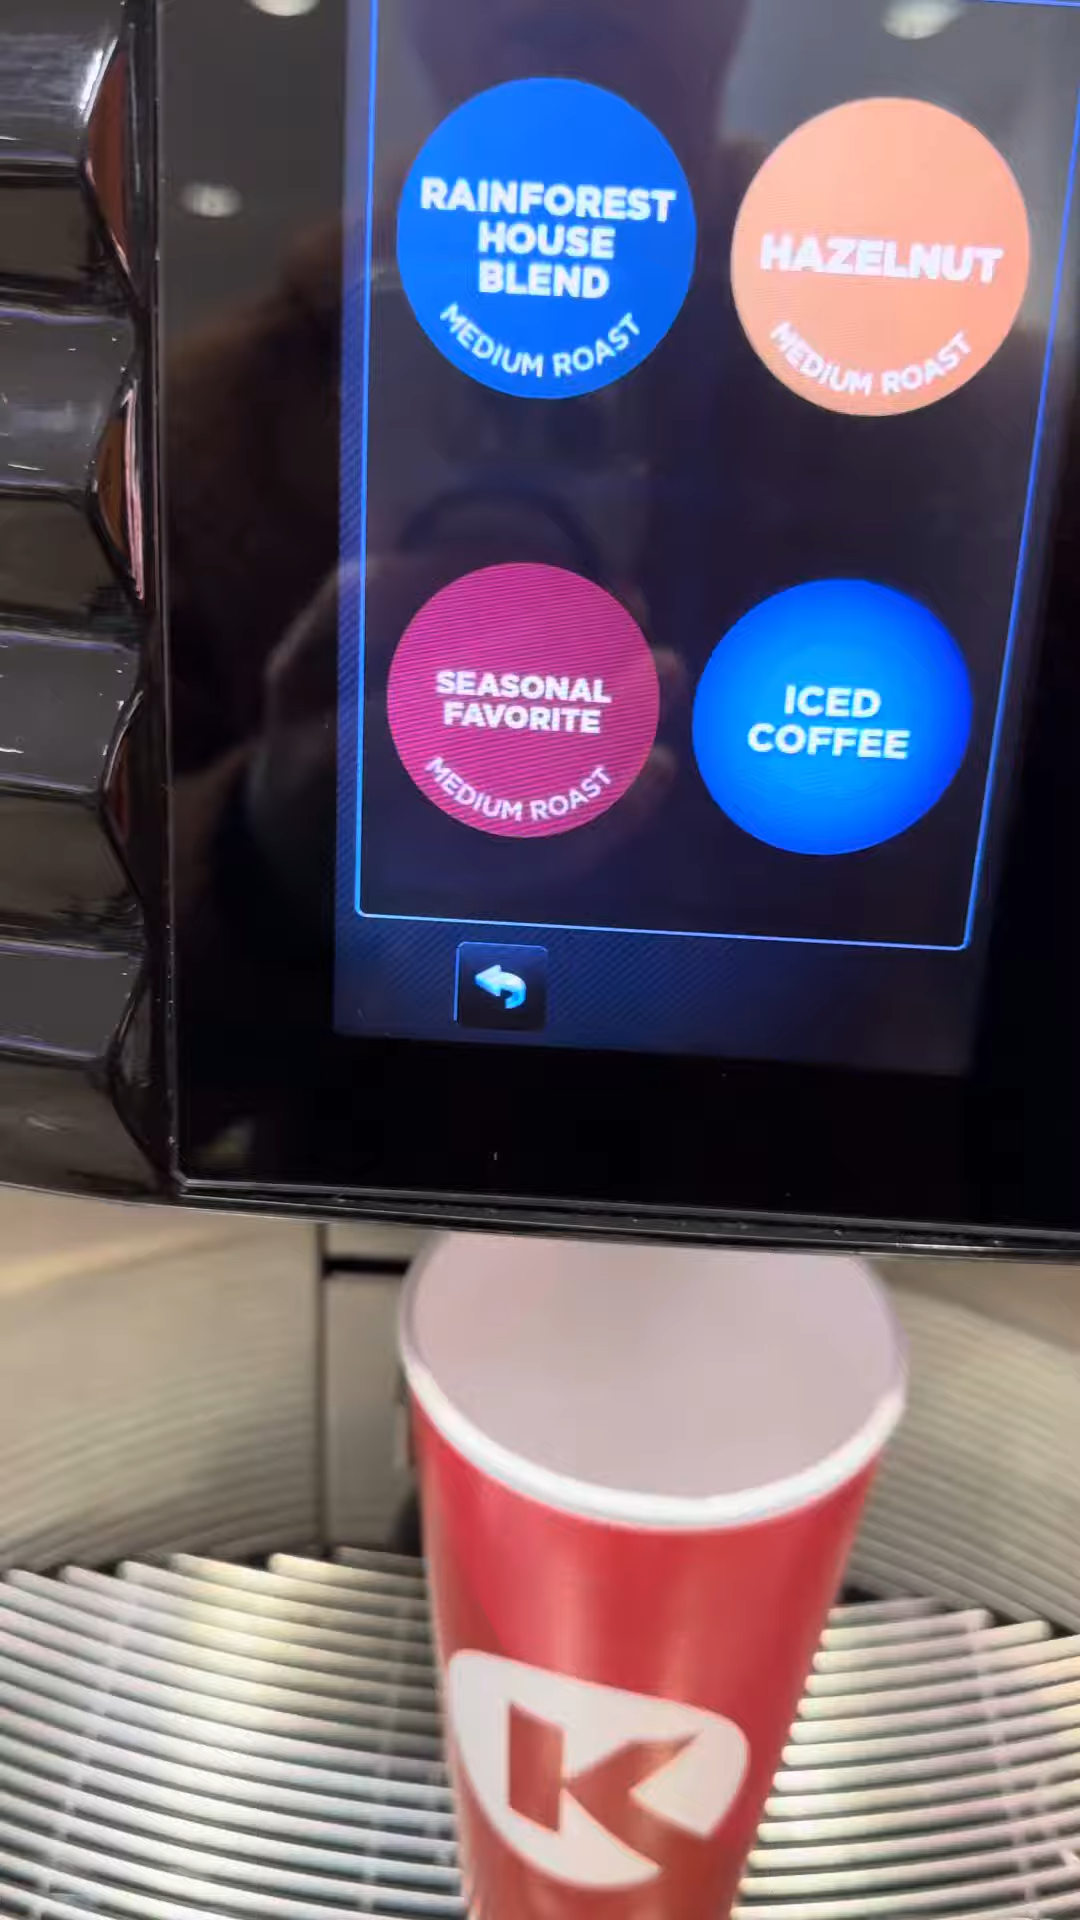 RAINFOREST
HOUSE
BLEND
MEDIUM ROAST
HAZELNUT
MEDIUM ROAST
SEASONAL
FAVORITE
MEDIUM ROAST
ICED
COFFEE
K